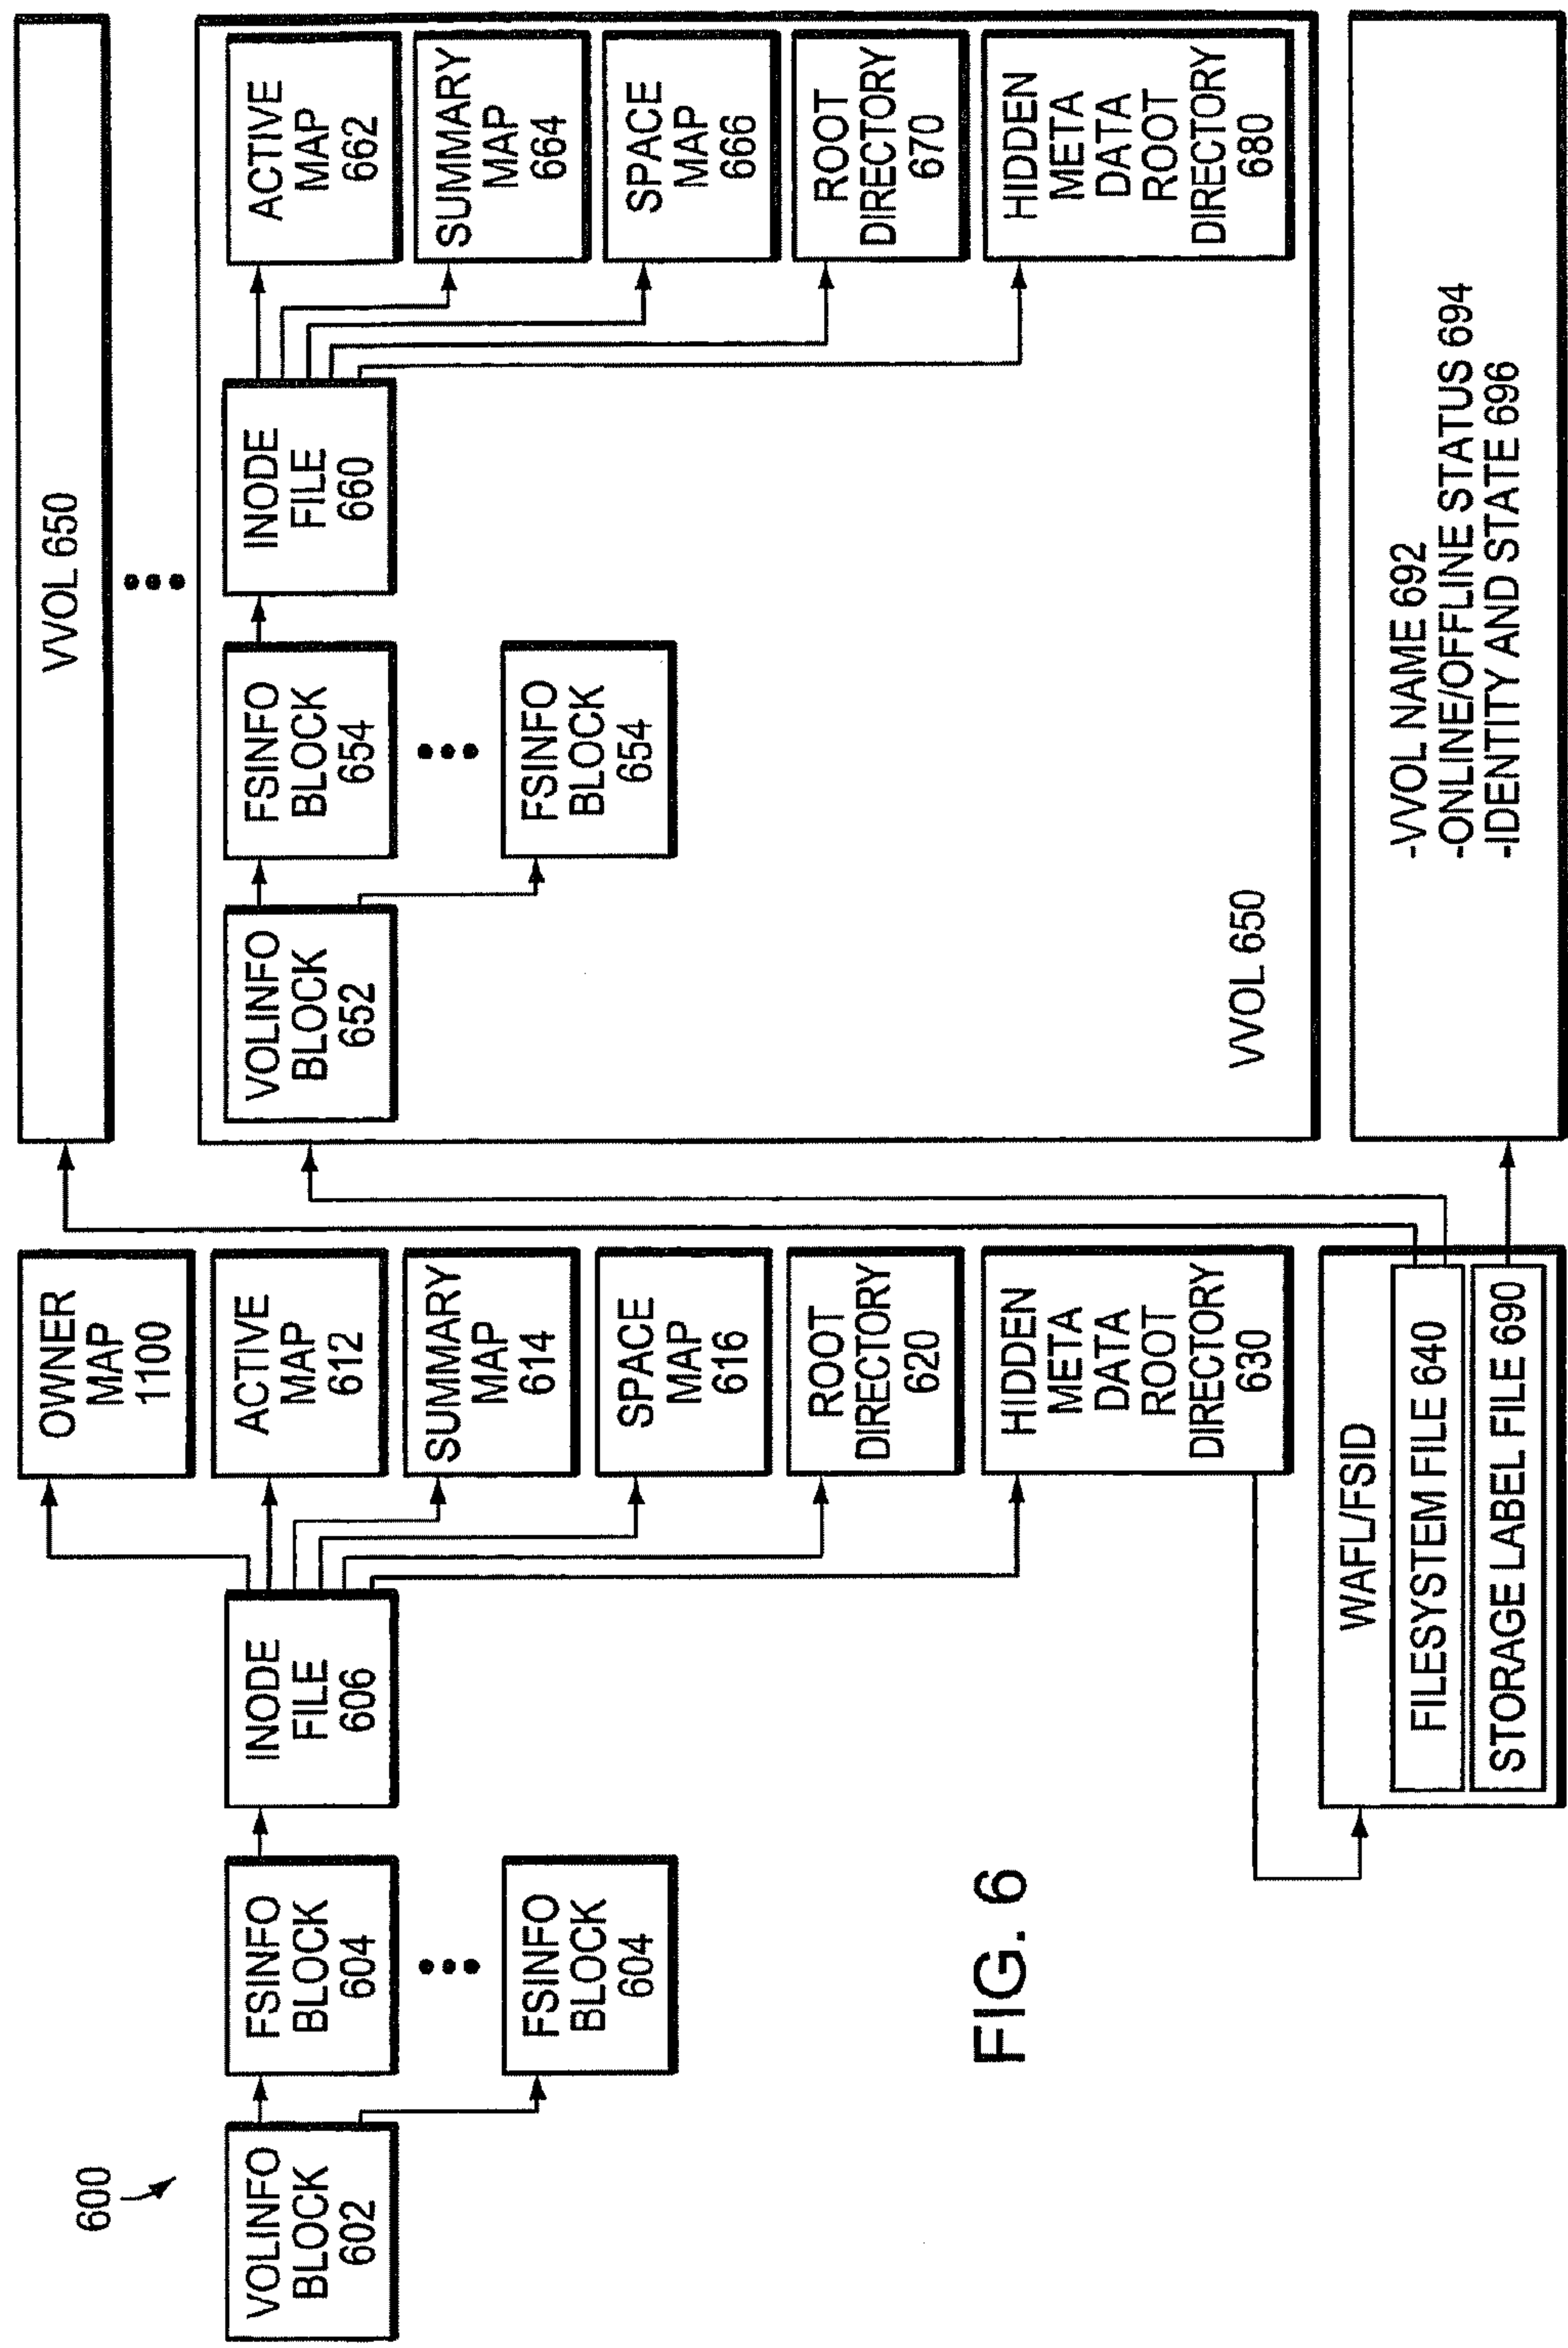 600
VOLINFO
BLOCK
602
FSINFO
BLOCK
604
FSINFO
BLOCK
604
INODE
FILE
606
OWNER
MAP
1100
ACTIVE
MAP
612
SUMMARY
MAP
614
SPACE
MAP
616
ROOT
DIRECTORY
620
HIDDEN
META
DATA
ROOT
DIRECTORY
630
WAFL/FSID
FILESYSTEM FILE 640
STORAGE LABEL FILE 690
VVOL 650
VOLINFO
BLOCK
652
FSINFO
BLOCK
654
FSINFO
BLOCK
654
INODE
FILE
660
ACTIVE
MAP
662
SUMMARY
MAP
664
SPACE
MAP
666
ROOT
DIRECTORY
670
HIDDEN
META
DATA
ROOT
DIRECTORY
680
VVOL 650
-VVOL NAME 692
-ONLINE/OFFLINE STATUS 694
-IDENTITY AND STATE 696
FIG. 6